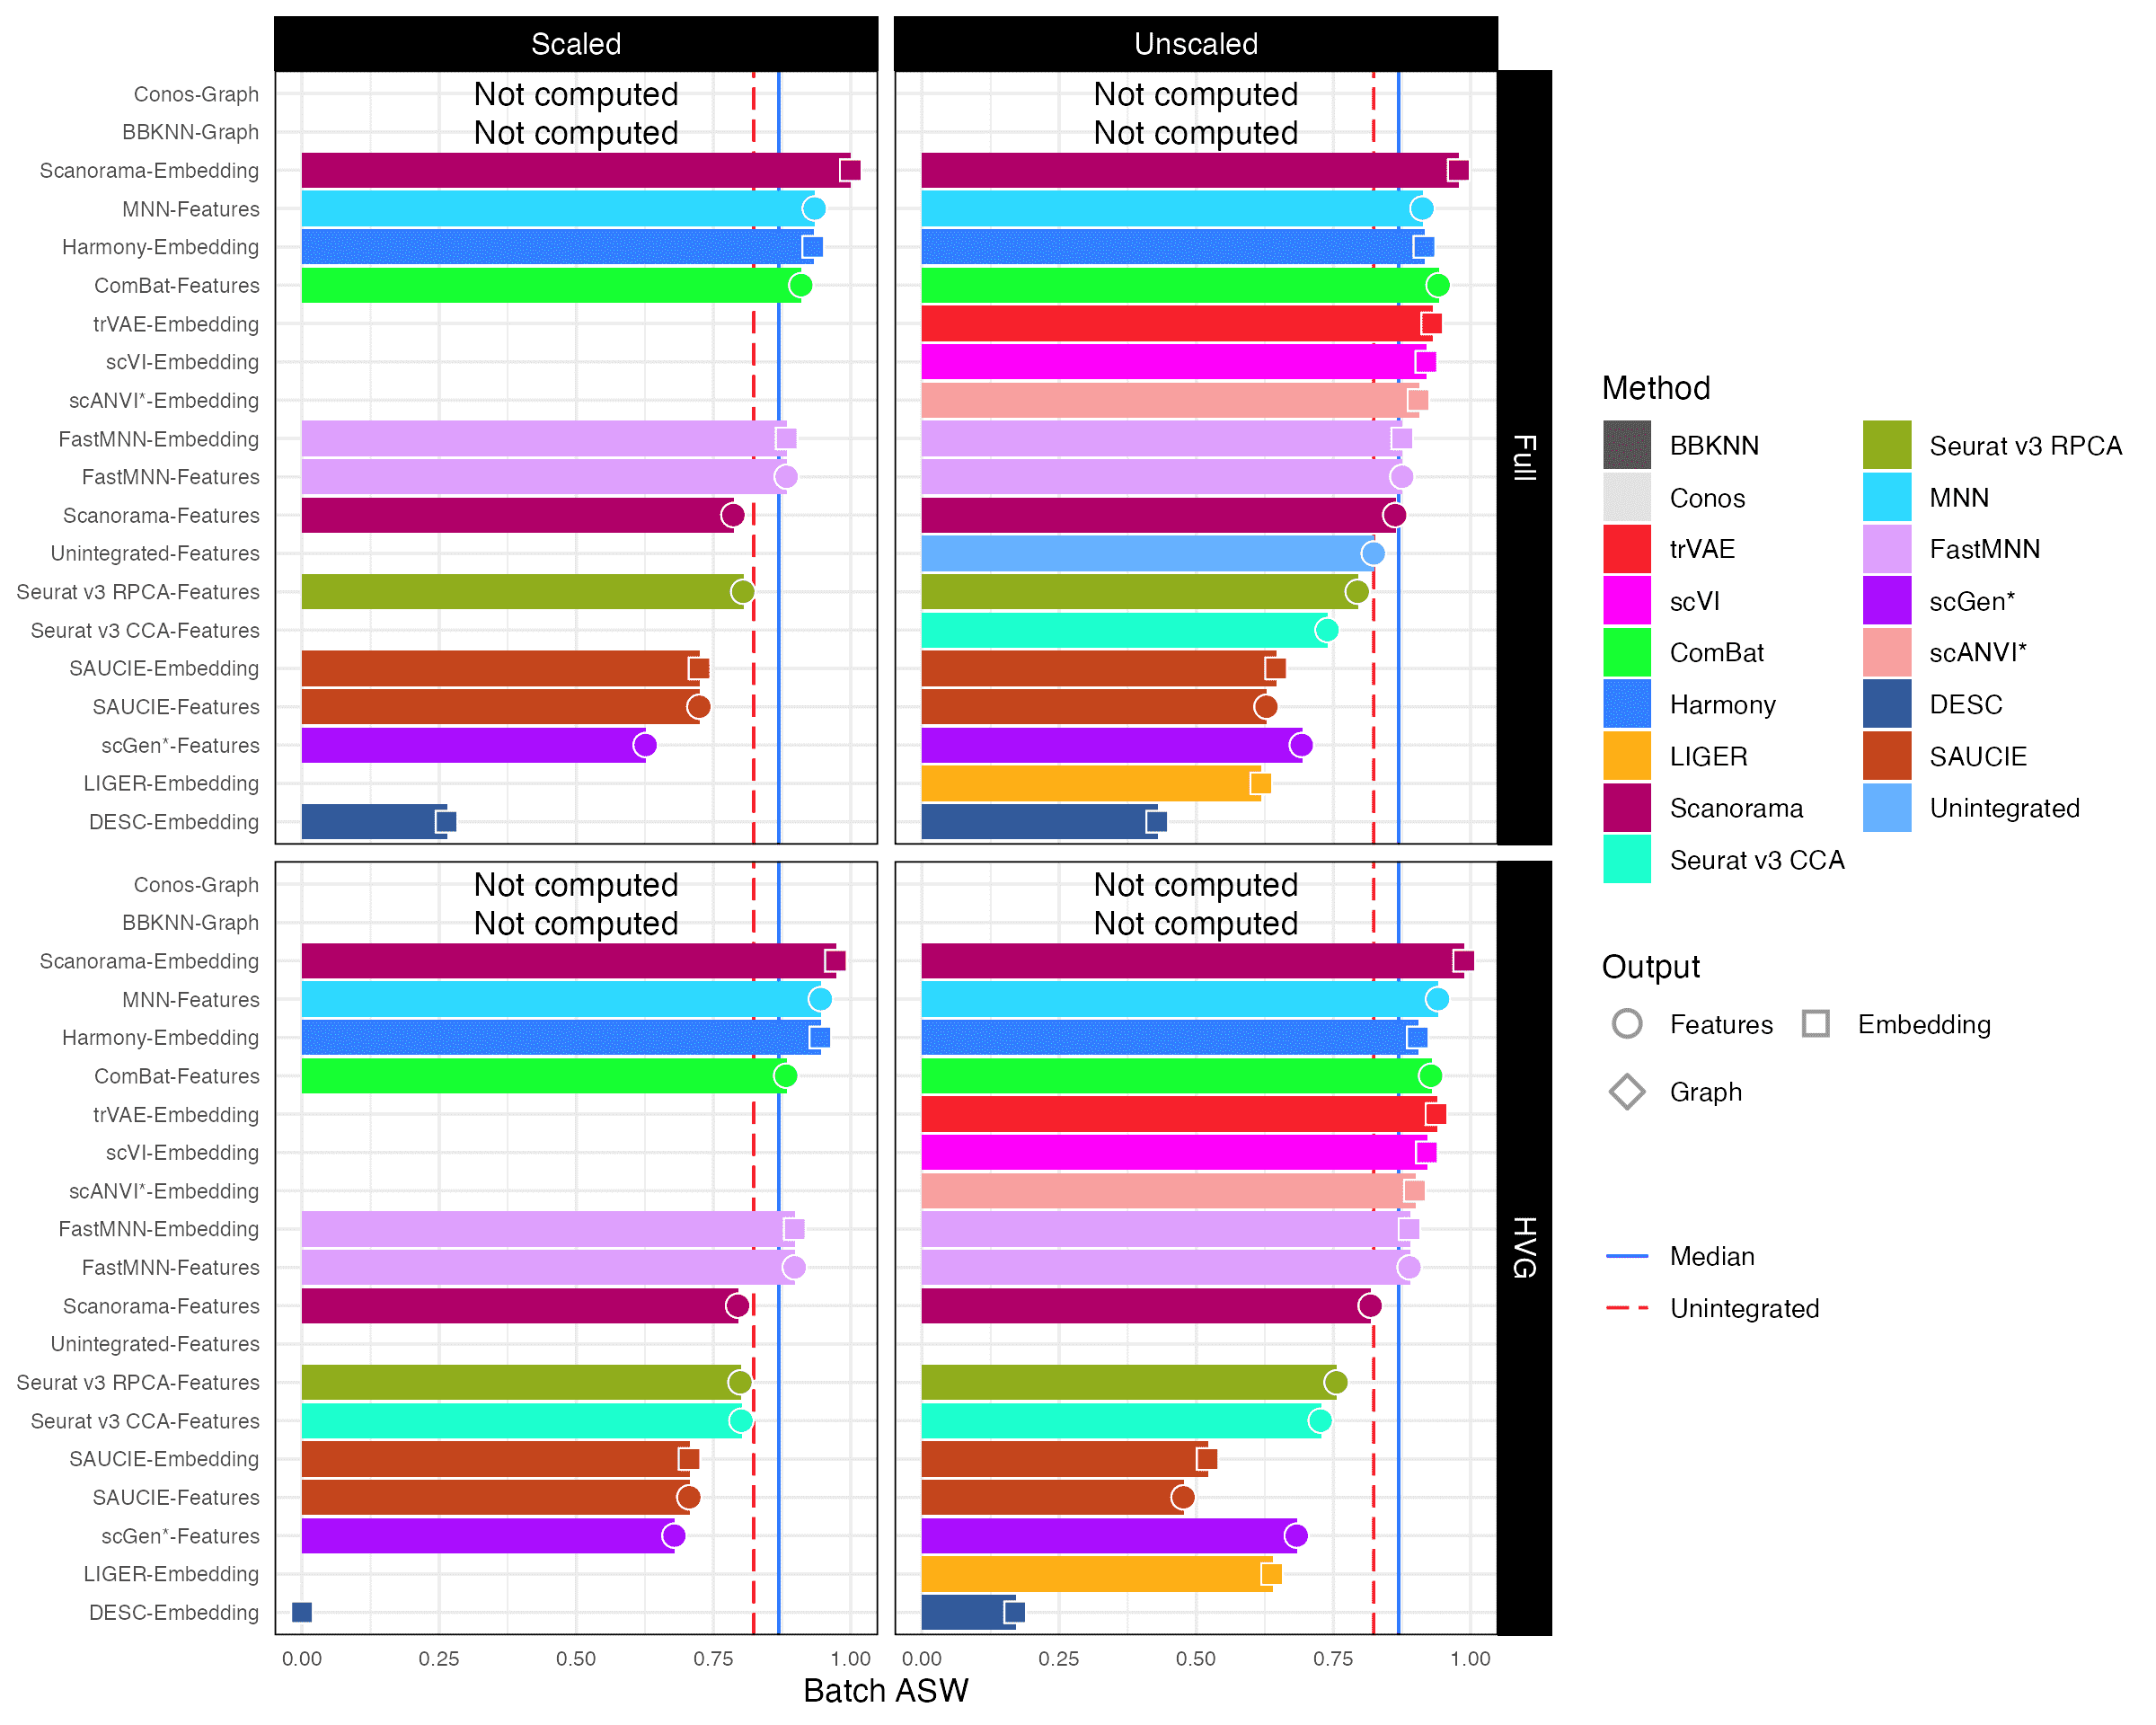 Scaled
Unscaled
Conos-Graph
BBKNN-Graph
Scanorama-Embedding
MNN-Features
Harmony-Embedding
ComBat-Features
trVAE-Embedding
scVI-Embedding
scANVI*-Embedding
FastMNN-Embedding
FastMNN-Features
Scanorama-Features
Unintegrated-Features
Seurat v3 RPCA-Features
Seurat v3 CCA-Features
SAUCIE-Embedding
SAUCIE-Features
scGen*-Features
LIGER-Embedding
DESC-Embedding
Not computed
Not computed
Not computed
Not computed
Full
Conos-Graph
BBKNN-Graph
Scanorama-Embedding
MNN-Features
Harmony-Embedding
ComBat-Features
trVAE-Embedding
scVI-Embedding
scANVI*-Embedding
FastMNN-Embedding
FastMNN-Features
Scanorama-Features
Unintegrated-Features
Seurat v3 RPCA-Features
Seurat v3 CCA-Features
SAUCIE-Embedding
SAUCIE-Features
scGen*-Features
LIGER-Embedding
DESC-Embedding
Not computed
Not computed
Not computed
Not computed
HVG
0.00 0.25 0.50 0.75 1.00
0.00 0.25 0.50 0.75 1.00
Batch ASW
Method
BBKNN
Conos
trVAE
scVI
ComBat
Harmony
LIGER
Scanorama
Seurat v3 CCA
Seurat v3 RPCA
MNN
FastMNN
scGen*
scANVI*
DESC
SAUCIE
Unintegrated
Output
Features
Embedding
Graph
Median
Unintegrated